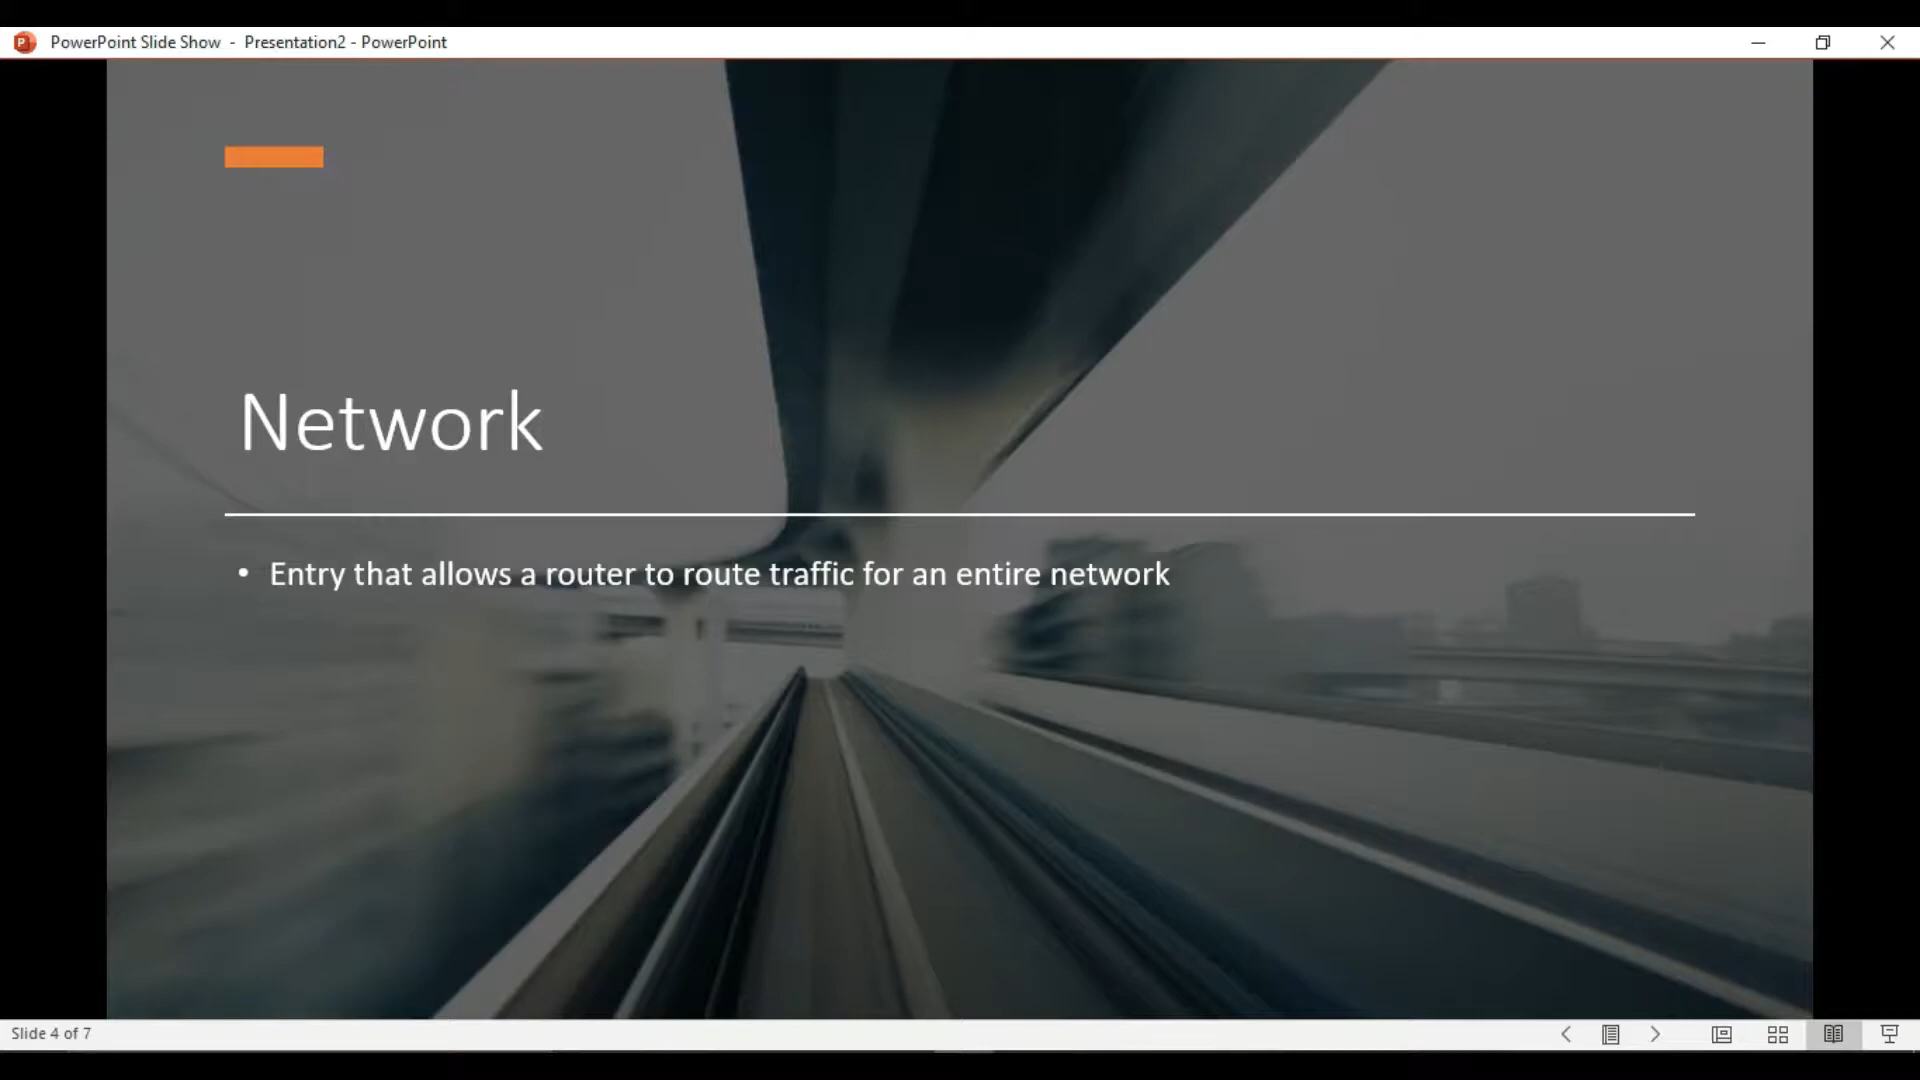 PowerPoint Slide Show - Presentation2 - PowerPoint
Network
• Entry that allows a router to route traffic for an entire network
Slide 4 of 7